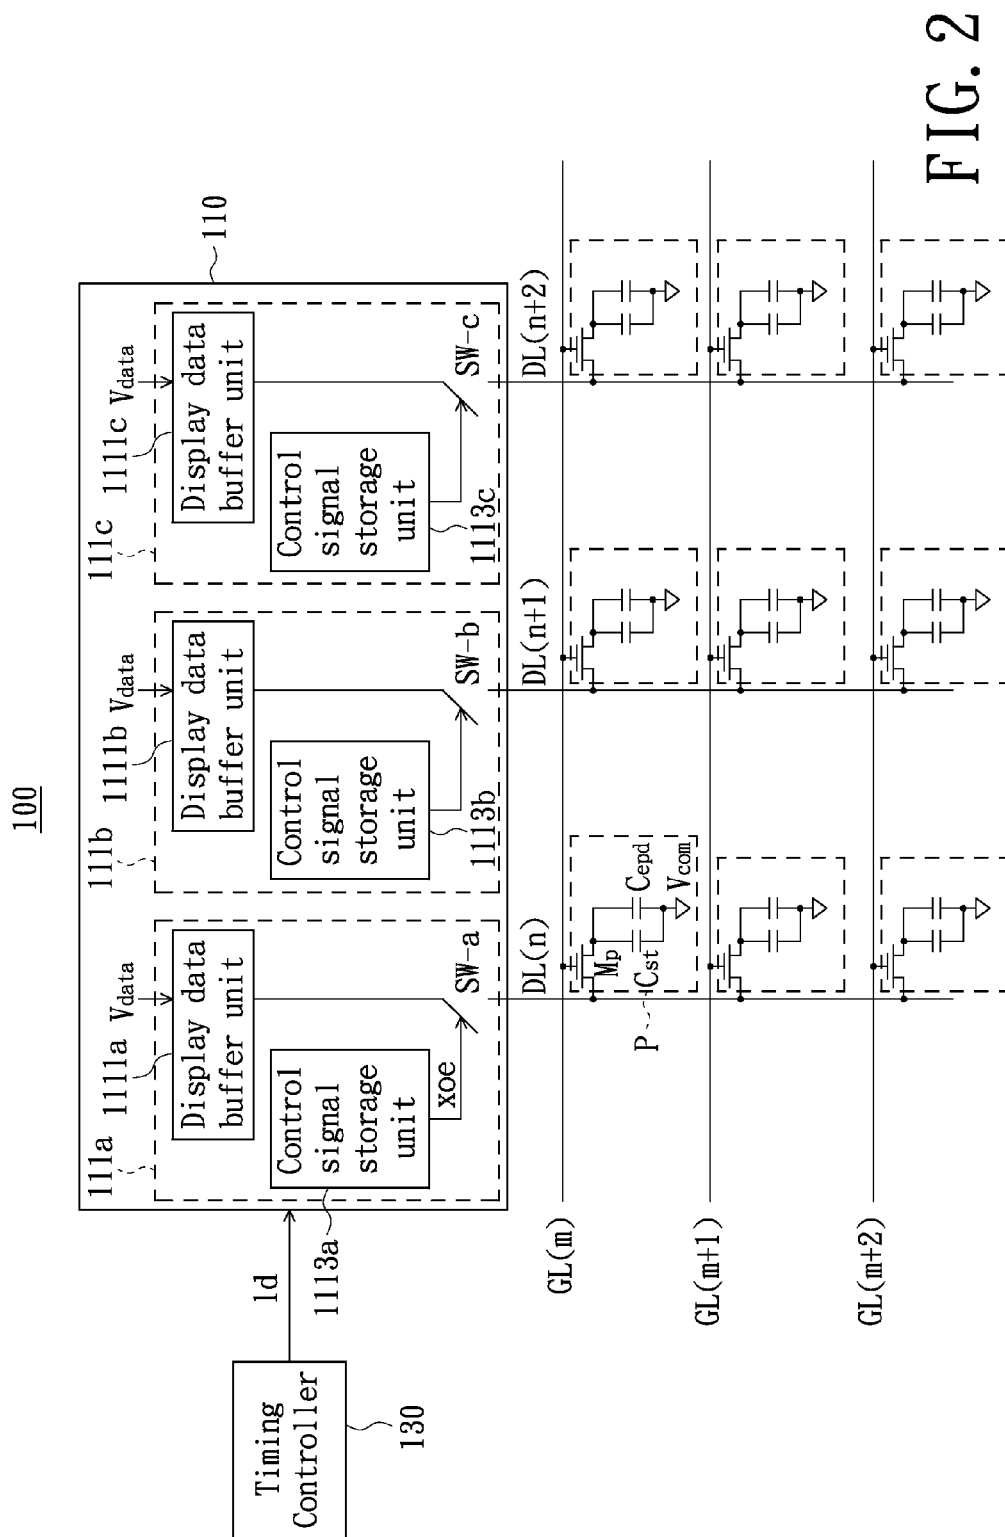 100
110
111a
1111a
Vdata
111b
1111b
Vdata
111c
1111c
Vdata
Display data
buffer unit
Display data
buffer unit
Display data
buffer unit
Control
signal
storage
unit
Control
signal
storage
unit
Control
signal
storage
unit
Timing
Controller
130
ld
1113a
xoe
SW-a
1113b
SW-b
1113c
SW-c
DL(n)
DL(n+1)
DL(n+2)
GL(m)
Mp
Cst
Cepd
Vcom
P
GL(m+1)
GL(m+2)
FIG. 2